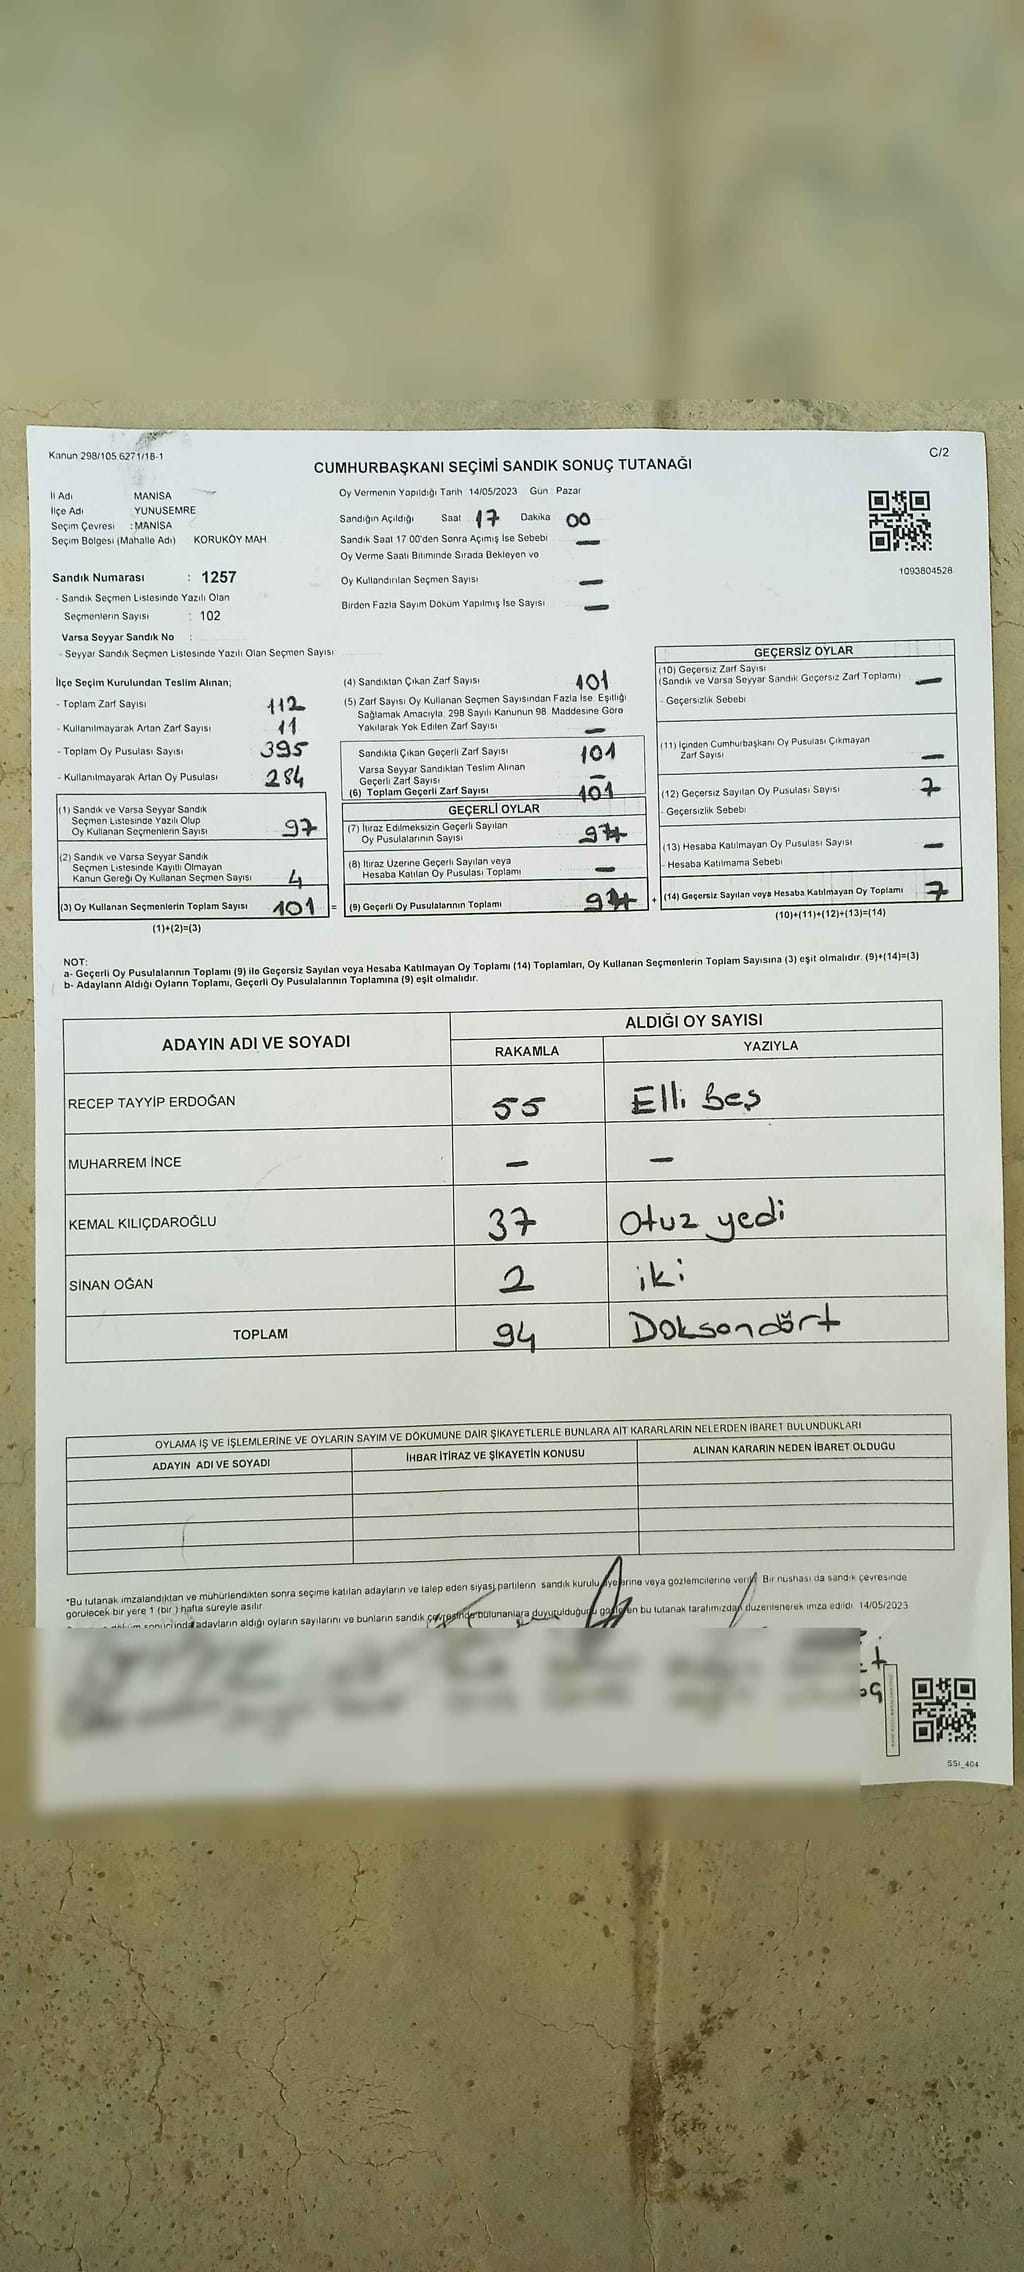 Kanun 298/105 6271/18-1
C/2
CUMHURBAŞKANI SEÇİMİ SANDIK SONUÇ TUTANAĞI
İl Adı MANİSA
İlçe Adı YUNUSEMRE
Seçim Çevresi : MANİSA
Seçim Bölgesi (Mahalle Adı) KORUKÖY MAH
Sandık Numarası : 1257
- Sandık Seçmen Listesinde Yazılı Olan
Seçmenlerin Sayısı : 102
Varsa Seyyar Sandık No :
- Seyyar Sandık Seçmen Listesinde Yazılı Olan Seçmen Sayısı
Oy Vermenin Yapıldığı Tarih 14/05/2023 Gün : Pazar
Sandığın Açıldığı Saat 17 Dakika 00
Sandık Saat 17 00'den Sonra Açımış İse Sebebi —
Oy Verme Saati Bitiminde Sırada Bekleyen ve
Oy Kullandırılan Seçmen Sayısı —
Birden Fazla Sayım Döküm Yapılmış İse Sayısı —
1093804528
İlçe Seçim Kurulundan Teslim Alınan;
- Toplam Zarf Sayısı 112
- Kullanılmayarak Artan Zarf Sayısı 11
- Toplam Oy Pusulası Sayısı 395
- Kullanılmayarak Artan Oy Pusulası 284
(1) Sandık ve Varsa Seyyar Sandık
Seçmen Listesinde Yazılı Olup
Oy Kullanan Seçmenlerin Sayısı 97
(2) Sandık ve Varsa Seyyar Sandık
Seçmen Listesinde Kayıtlı Olmayan
Kanun Gereği Oy Kullanan Seçmen Sayısı 4
(3) Oy Kullanan Seçmenlerin Toplam Sayısı 101 =
(1)+(2)=(3)
(4) Sandıktan Çıkan Zarf Sayısı 101
(5) Zarf Sayısı Oy Kullanan Seçmen Sayısından Fazla İse. Eşitliği
Sağlamak Amacıyla. 298 Sayılı Kanunun 98 Maddesine Göre
Yakılarak Yok Edilen Zarf Sayısı —
Sandıkta Çıkan Geçerli Zarf Sayısı 101
Varsa Seyyar Sandıktan Teslim Alınan
Geçerli Zarf Sayısı —
(6) Toplam Geçerli Zarf Sayısı 101
GEÇERLİ OYLAR
(7) İtiraz Edilmeksizin Geçerli Sayılan
Oy Pusulalarının Sayısı
(8) İtiraz Üzerine Geçerli Sayılan veya
Hesaba Katılan Oy Pusulası Toplamı —
(9) Geçerli Oy Pusulalarının Toplamı +
GEÇERSİZ OYLAR
(10) Geçersiz Zarf Sayısı
(Sandık ve Varsa Seyyar Sandık Geçersiz Zarf Toplamı) —
- Geçersizlik Sebebi
(11) İçinden Cumhurbaşkanı Oy Pusulası Çıkmayan
Zarf Sayısı —
(12) Geçersiz Sayılan Oy Pusulası Sayısı 7
- Geçersizlik Sebebi
(13) Hesaba Katılmayan Oy Pusulası Sayısı —
- Hesaba Katılmama Sebebi
(14) Geçersiz Sayılan veya Hesaba Katılmayan Oy Toplamı 7
(10)+(11)+(12)+(13)=(14)
NOT:
a- Geçerli Oy Pusulalarının Toplamı (9) ile Geçersiz Sayılan veya Hesaba Katılmayan Oy Toplamı (14) Toplamları, Oy Kullanan Seçmenlerin Toplam Sayısına (3) eşit olmalıdır. (9)+(14)=(3)
b- Adayların Aldığı Oyların Toplamı, Geçerli Oy Pusulalarının Toplamına (9) eşit olmalıdır.
ADAYIN ADI VE SOYADI
ALDIĞI OY SAYISI
RAKAMLA YAZIYLA
RECEP TAYYİP ERDOĞAN 55 Elli Beş
MUHARREM İNCE — —
KEMAL KILIÇDAROĞLU 37 Otuz yedi
SİNAN OĞAN 2 iki
TOPLAM 94 Doksandört
OYLAMA İŞ VE İŞLEMLERİNE VE OYLARIN SAYIM VE DÖKÜMÜNE DAİR ŞİKAYETLERLE BUNLARA AİT KARARLARIN NELERDEN İBARET BULUNDUKLARI
ADAYIN ADI VE SOYADI İHBAR İTİRAZ VE ŞİKAYETİN KONUSU ALINAN KARARIN NEDEN İBARET OLDUĞU
*Bu tutanak imzalandıktan ve mühürlendikten sonra seçime katılan adayların ve talep eden siyasi partilerin sandık kurulu üyelerine veya gözlemcilerine verilir Bir nüshası da sandık çevresinde
görülecek bir yere 1 (bir ) hafta süreyle asılır
adayların aldığı oyların sayılarını ve bunların sandık çevresinde bulunanlara duyurulduğunu gösteren bu tutanak tarafımızdan düzenlenerek imza edildi 14/05/2023
SSI_404